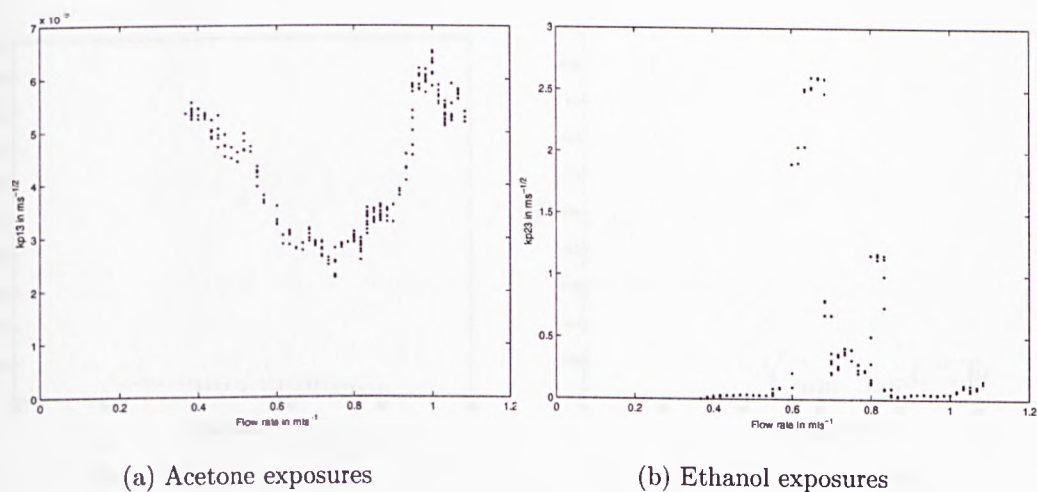 x 10
7
6
5
4
3
2
1
0
kp13 in ms-1/2
0 0.2 0.4 0.6 0.8 1 1.2
Flow rate in mls-1
(a) Acetone exposures
3
2.5
2
1.5
1
0.5
0
kp23 in ms-1/2
0 0.2 0.4 0.6 0.8 1 1.2
Flow rate in mls-1
(b) Ethanol exposures